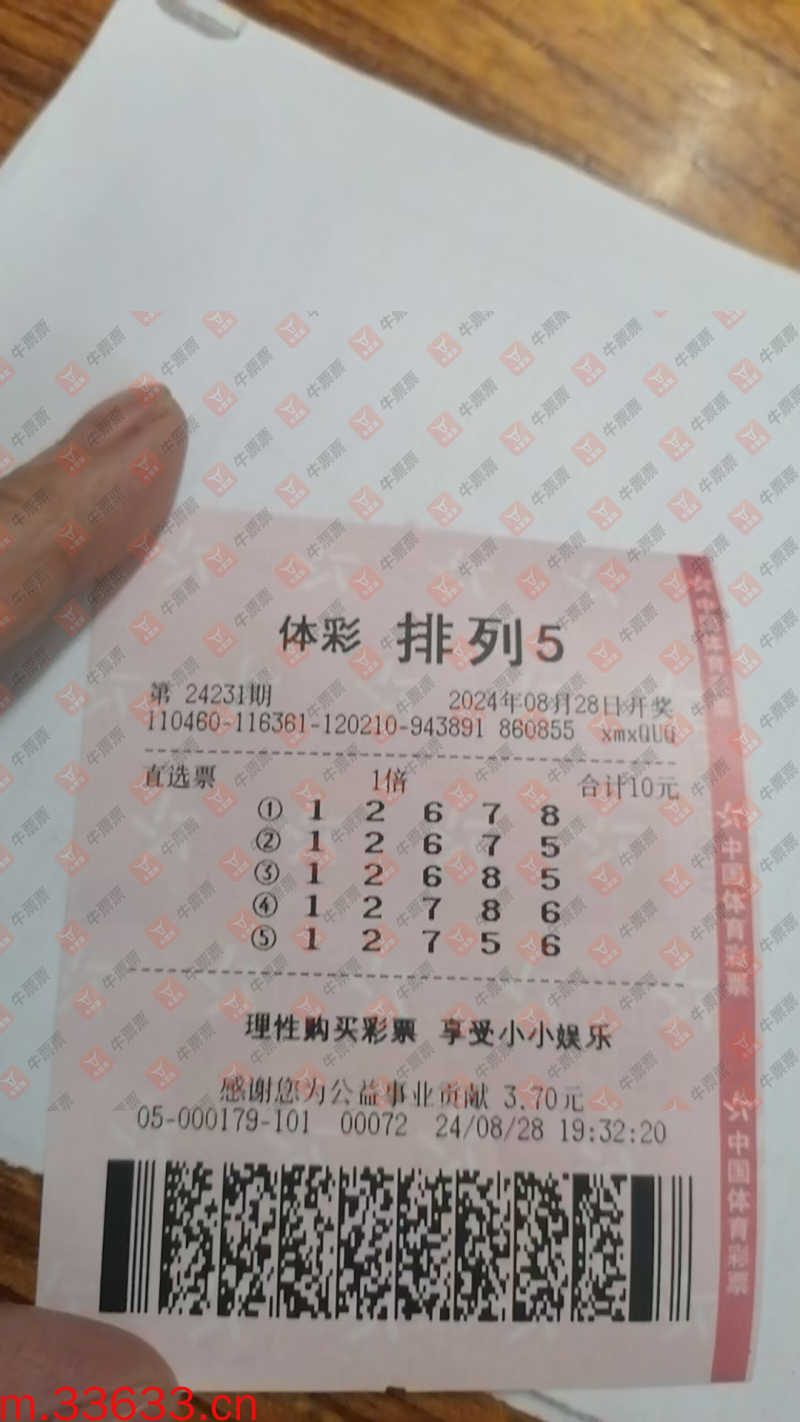 体彩 排列5
第 24231期 2024年08月28日开奖
110460-116361-120210-943891 860855 xmxQUQ
直选票 1倍 合计10元
① 1 2 6 7 8
② 1 2 6 7 5
③ 1 2 6 8 5
④ 1 2 7 8 6
⑤ 1 2 7 5 6
理性购买彩票 享受小小娱乐
感谢您为公益事业贡献 3.70元
05-000179-101 00072 24/08/28 19:32:20
中国体育彩票
中国体育彩票
中国体育彩票
牛票票
m.33633.cn